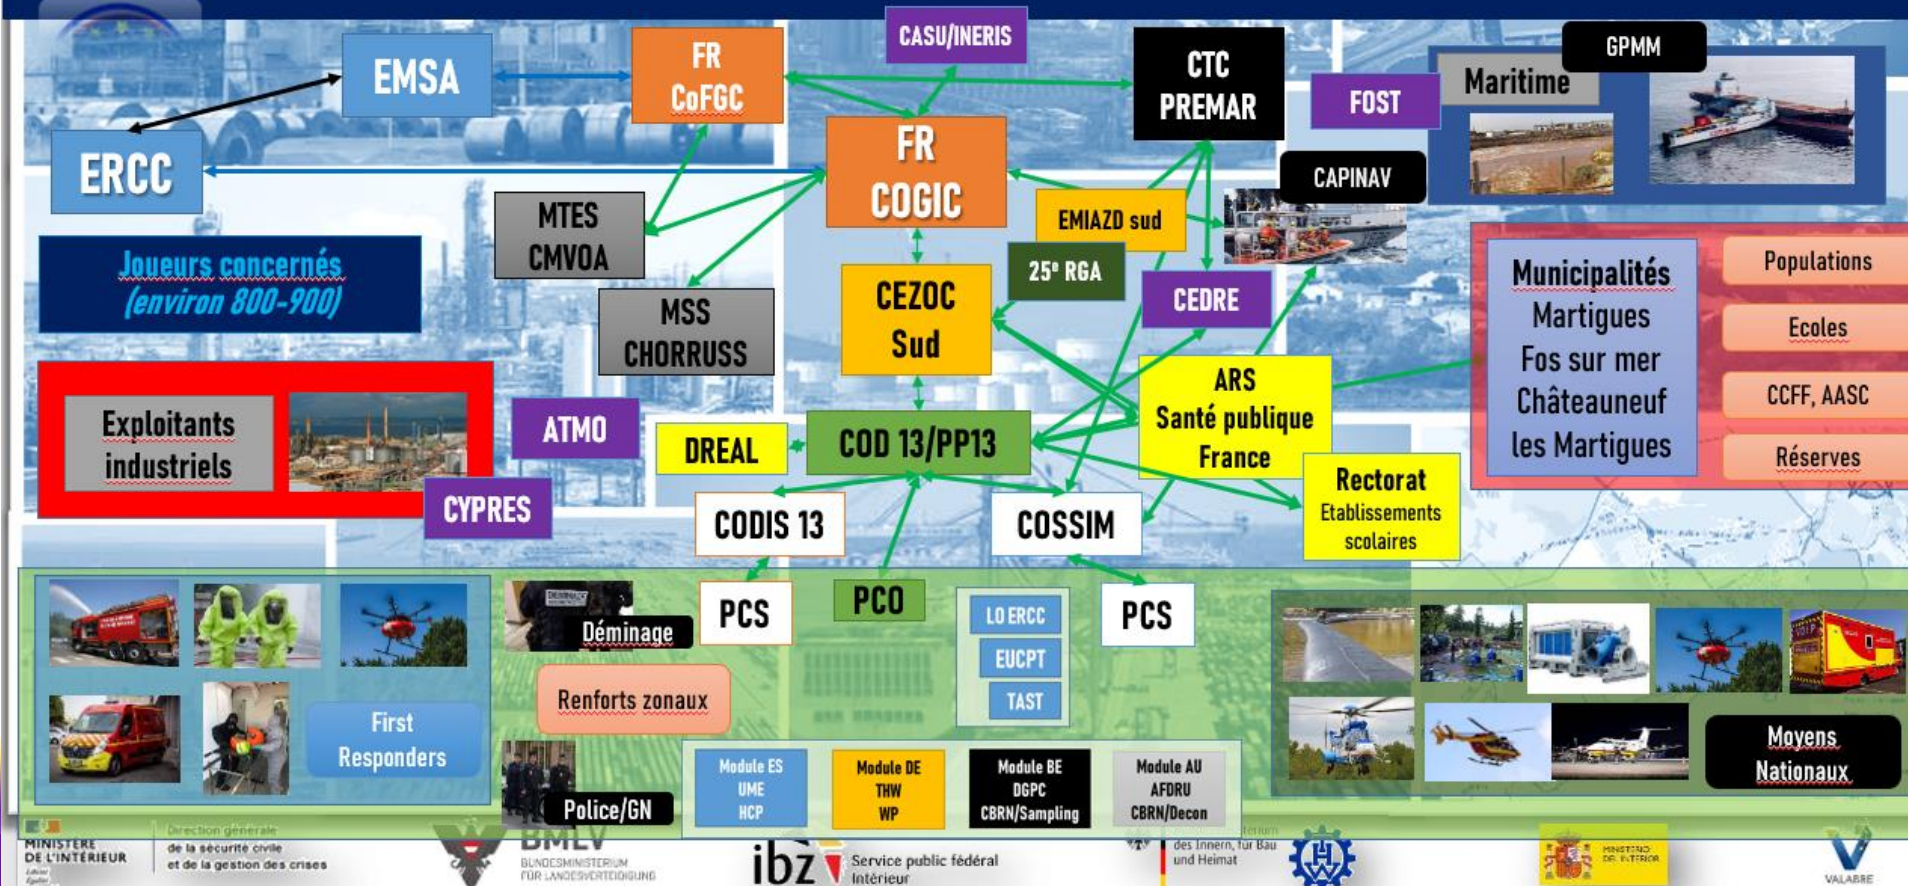 CASU/INERIS
GPMM
EMSA
FR
CoFGC
CTC
PREMAR
FOST
Maritime
ERCC
FR
COGIC
CAPINAV
MTES
CMVOA
EMIAZD sud
25e RGA
Joueurs concernés
(environ 800-900)
CEZOC
Sud
CEDRE
MSS
CHORRUSS
Municipalités
Martigues
Fos sur mer
Châteauneuf
les Martigues
Populations
Ecoles
CCFF, AASC
Réserves
Exploitants
industriels
ATMO
CYPRES
DREAL
COD 13/PP13
ARS
Santé publique
France
Rectorat
Etablissements
scolaires
CODIS 13
COSSIM
PCS
PCO
PCS
DEMINAGE
Déminage
LO ERCC
EUCPT
TAST
First
Responders
Renforts zonaux
Police/GN
Module ES
UME
HCP
Module DE
THW
WP
Module BE
DGPC
CBRN/Sampling
Module AU
AFDRU
CBRN/Decon
Moyens
Nationaux
MINISTÈRE
DE L'INTÉRIEUR
Direction générale
de la sécurité civile
et de la gestion des crises
BMLV
BUNDESMINISTERIUM
FÜR LANDESVERTEIDIGUNG
ibz
Service public fédéral
Intérieur
des Innern, für Bau
und Heimat
MINISTERIO
DEL INTERIOR
VALABRE